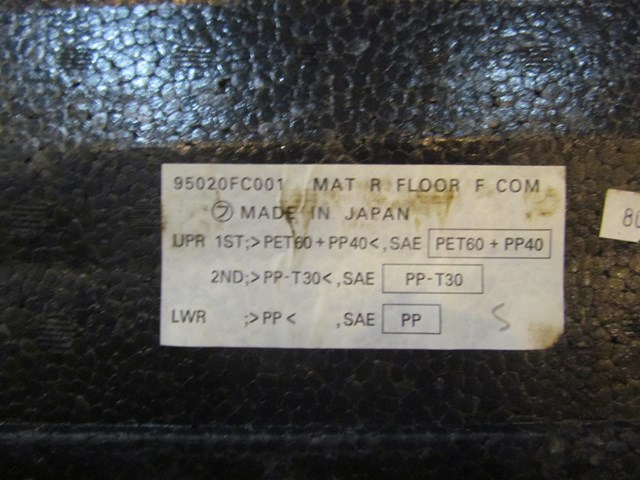 95020FC001 MAT R FLOOR F COM
㋫ MADE IN JAPAN
UPR 1ST;>PET60+PP40<,SAE PET60+PP40
2ND;>PP-T30<,SAE PP-T30
LWR ;>PP< ,SAE PP S